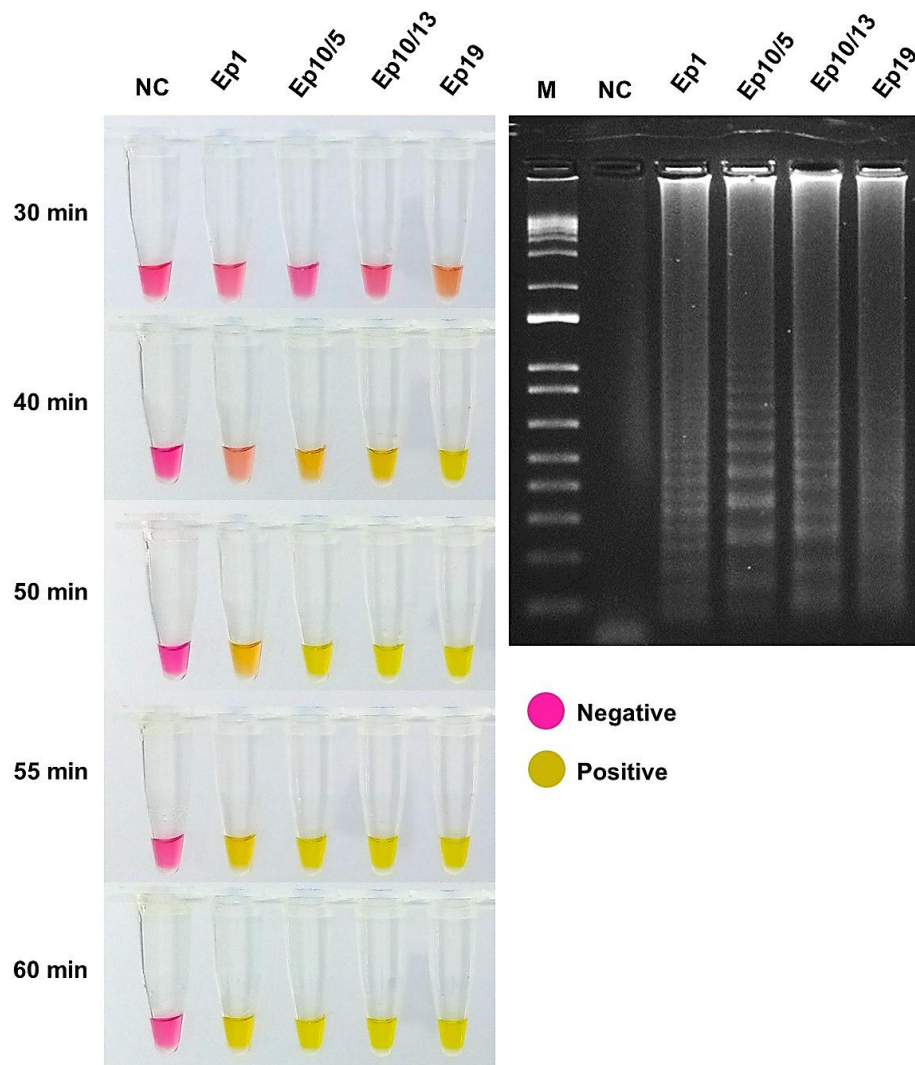 NC Ep1 Ep10/5 Ep10/13 Ep19
M NC Ep1 Ep10/5 Ep10/13 Ep19
30 min
40 min
50 min
55 min
60 min
Negative
Positive